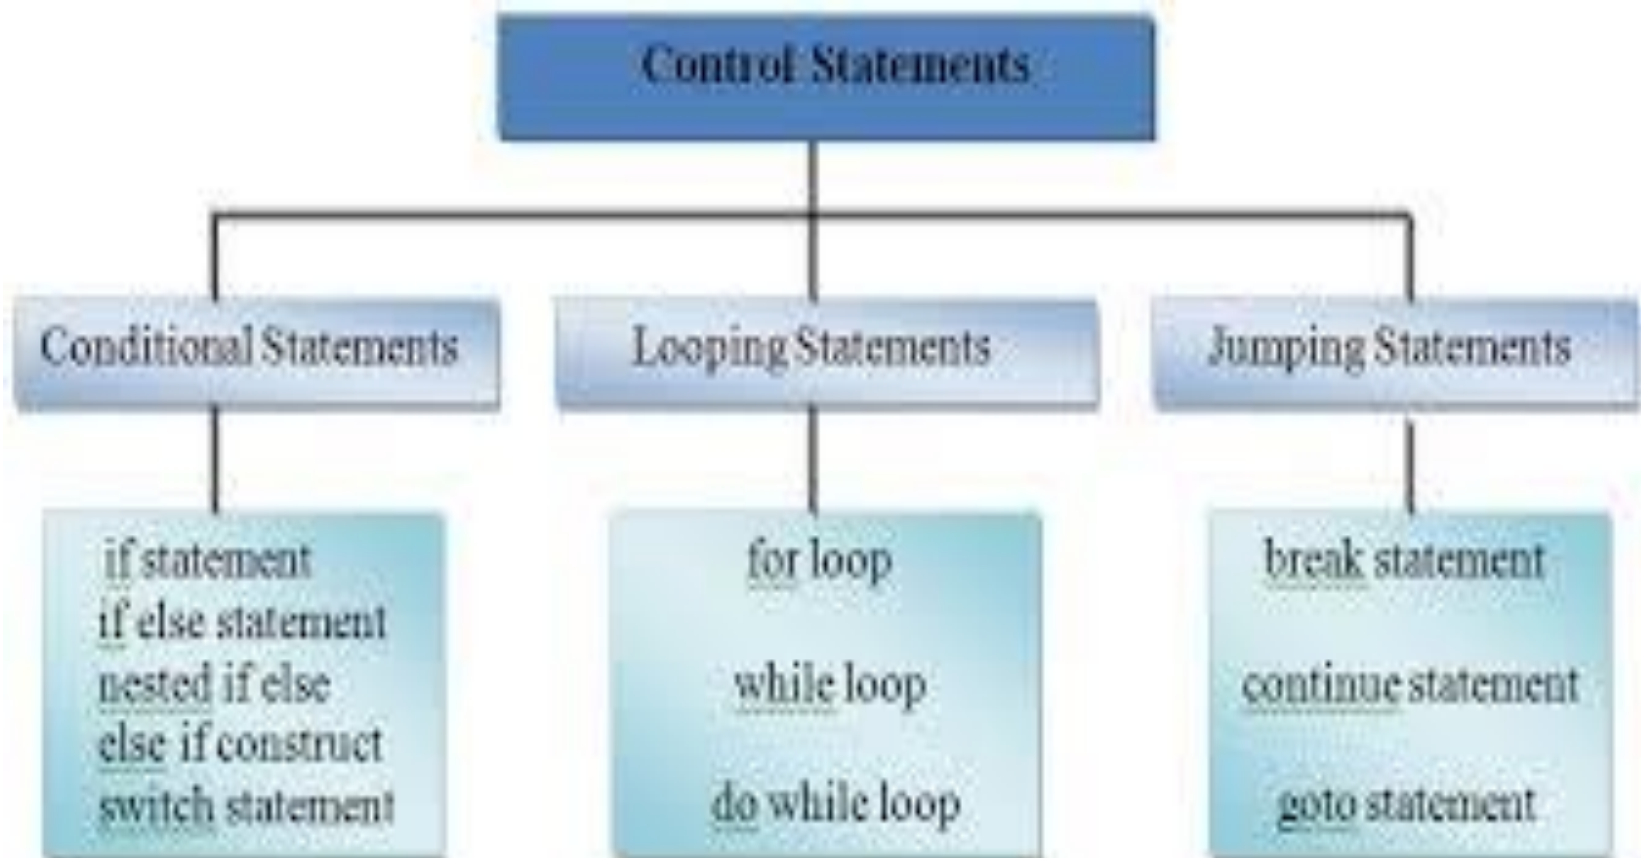 Control Statements
Conditional Statements
Looping Statements
Jumping Statements
if statement
if else statement
nested if else
else if construct
switch statement
for loop
while loop
do while loop
break statement
continue statement
goto statement